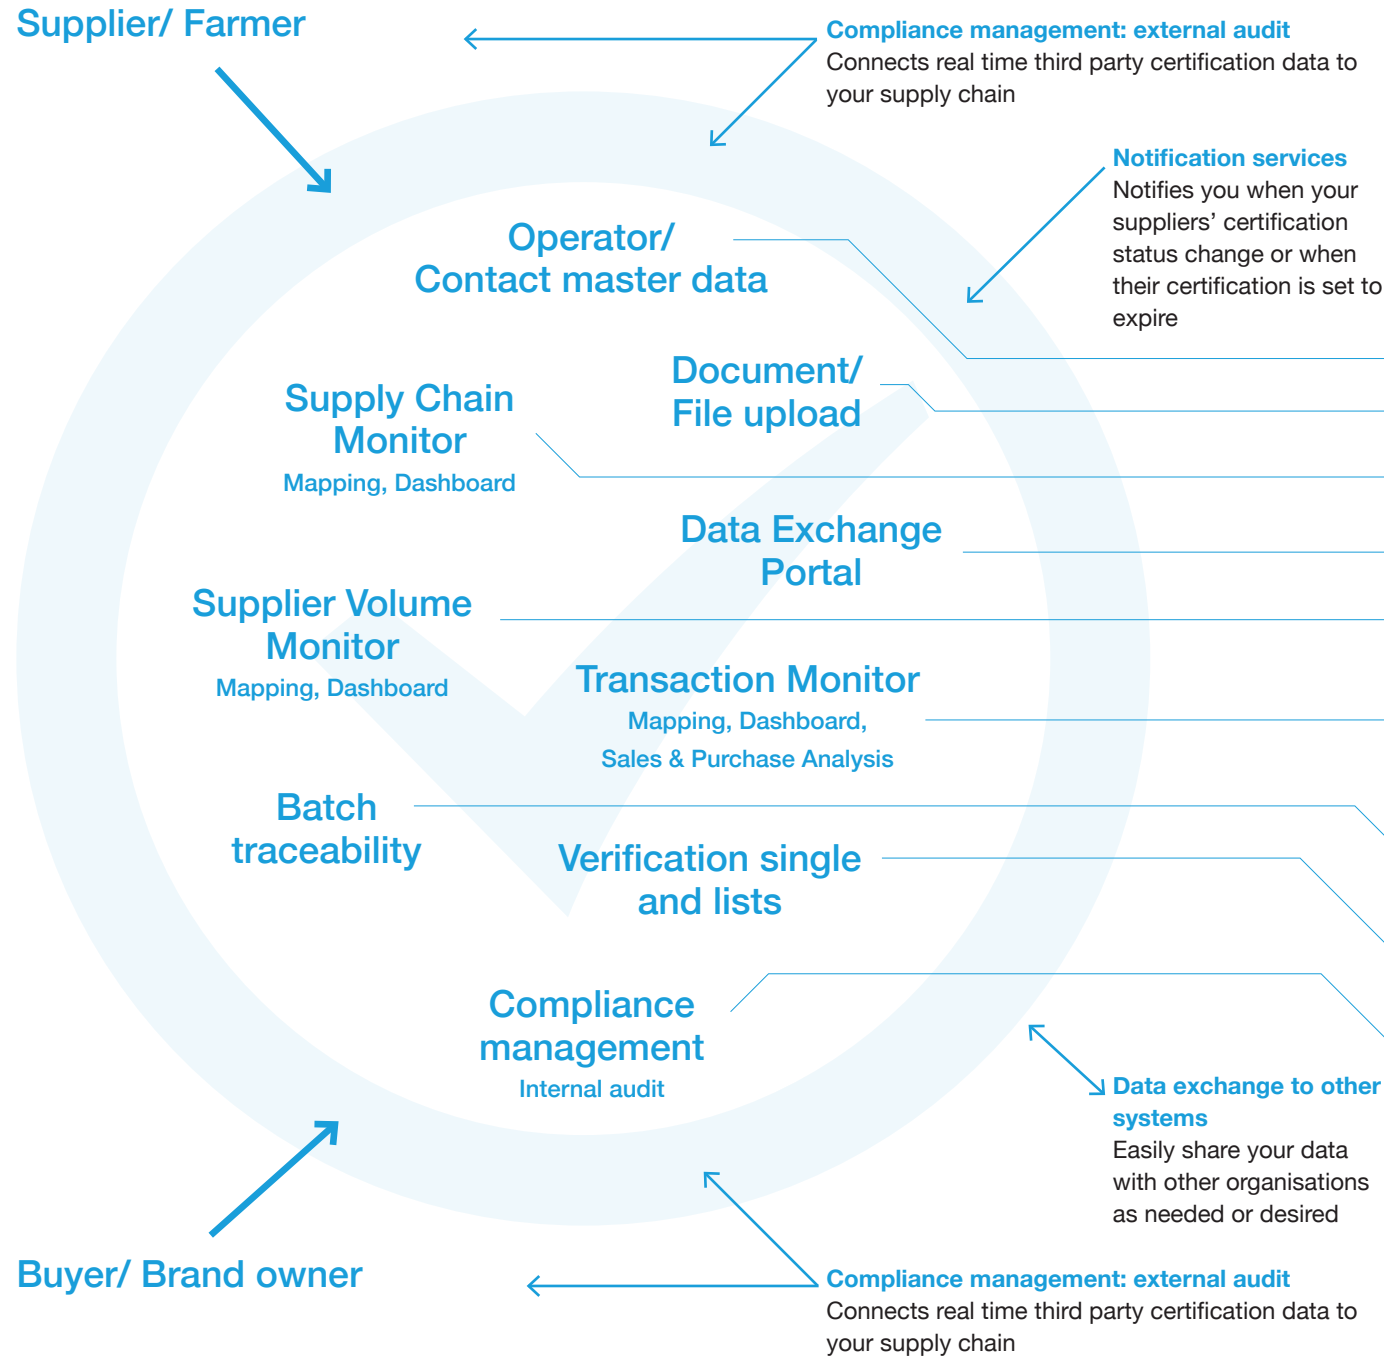 Supplier/ Farmer
Compliance management: external audit
Connects real time third party certification data to
your supply chain
Notification services
Notifies you when your
suppliers’ certification
status change or when
their certification is set to
expire
Operator/
Contact master data
Document/
File upload
Supply Chain
Monitor
Mapping, Dashboard
Data Exchange
Portal
Supplier Volume
Monitor
Mapping, Dashboard
Transaction Monitor
Mapping, Dashboard,
Sales & Purchase Analysis
Batch
traceability
Verification single
and lists
Compliance
management
Internal audit
Data exchange to other
systems
Easily share your data
with other organisations
as needed or desired
Buyer/ Brand owner
Compliance management: external audit
Connects real time third party certification data to
your supply chain